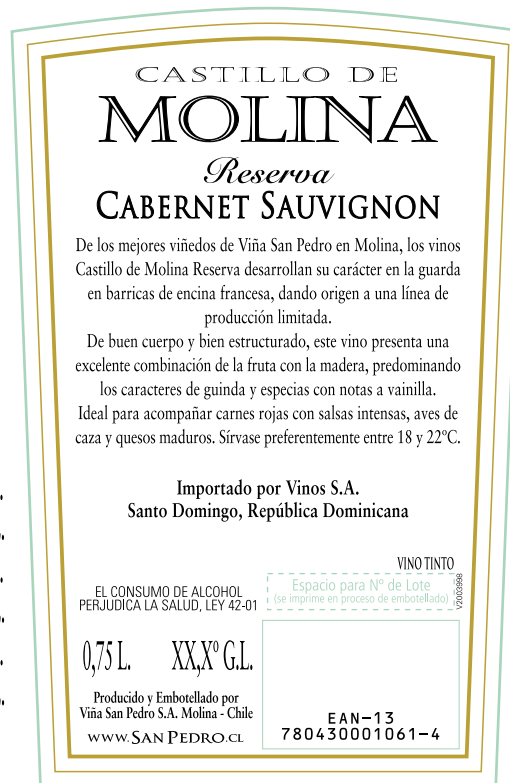 CASTILLO DE
MOLINA
Reserva
CABERNET SAUVIGNON
De los mejores viñedos de Viña San Pedro en Molina, los vinos
Castillo de Molina Reserva desarrollan su carácter en la guarda
en barricas de encina francesa, dando origen a una línea de
producción limitada.
De buen cuerpo y bien estructurado, este vino presenta una
excelente combinación de la fruta con la madera, predominando
los caracteres de guinda y especias con notas a vainilla.
Ideal para acompañar carnes rojas con salsas intensas, aves de
caza y quesos maduros. Sírvase preferentemente entre 18 y 22ºC.
Importado por Vinos S.A.
Santo Domingo, República Dominicana
VINO TINTO
Espacio para Nº de Lote
(se imprime en proceso de embotellado)
V2003998
EL CONSUMO DE ALCOHOL
PERJUDICA LA SALUD, LEY 42-01
0,75 L. XX,Xº G.L.
Producido y Embotellado por
Viña San Pedro S.A. Molina - Chile
WWW.SAN PEDRO.CL
EAN-13
780430001061-4